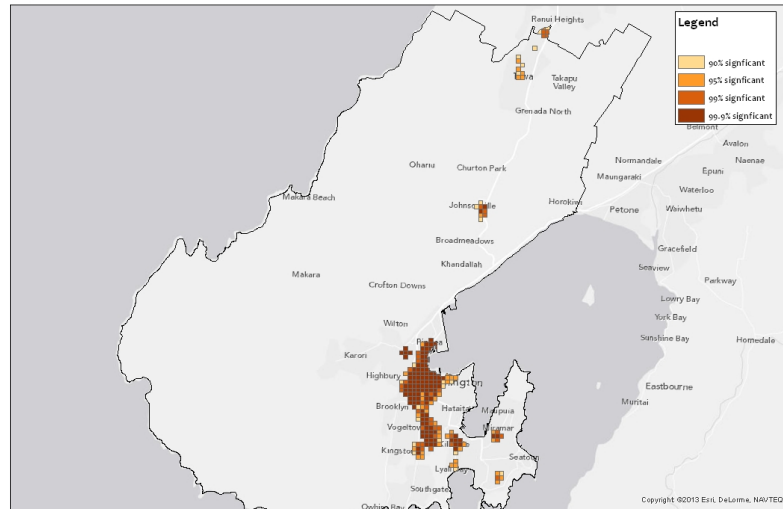 Ranui Heights
Legend
90% signficant
95% signficant
99% signficant
99.9% signficant
Takapu
Valley
Grenada North
Belmont
Avalon
Naenae
Normandale
Epuni
Maungaraki
Waterloo
Ohariu
Churton Park
Makara Beach
Horokiwi
Petone
Waiwhetu
Broadmeadows
Gracefield
Khandallah
Seaview
Makara
Parkway
Crofton Downs
Lowry Bay
York Bay
Wilton
Sunshine Bay
Homedale
Karori
Highbury
Eastbourne
Muritai
Brooklyn
Hataitai
Maupuia
Miramar
Kingston
Southgate
Owhiro Bay
Copyright ©2013 Esri, DeLorme, NAVTEQ